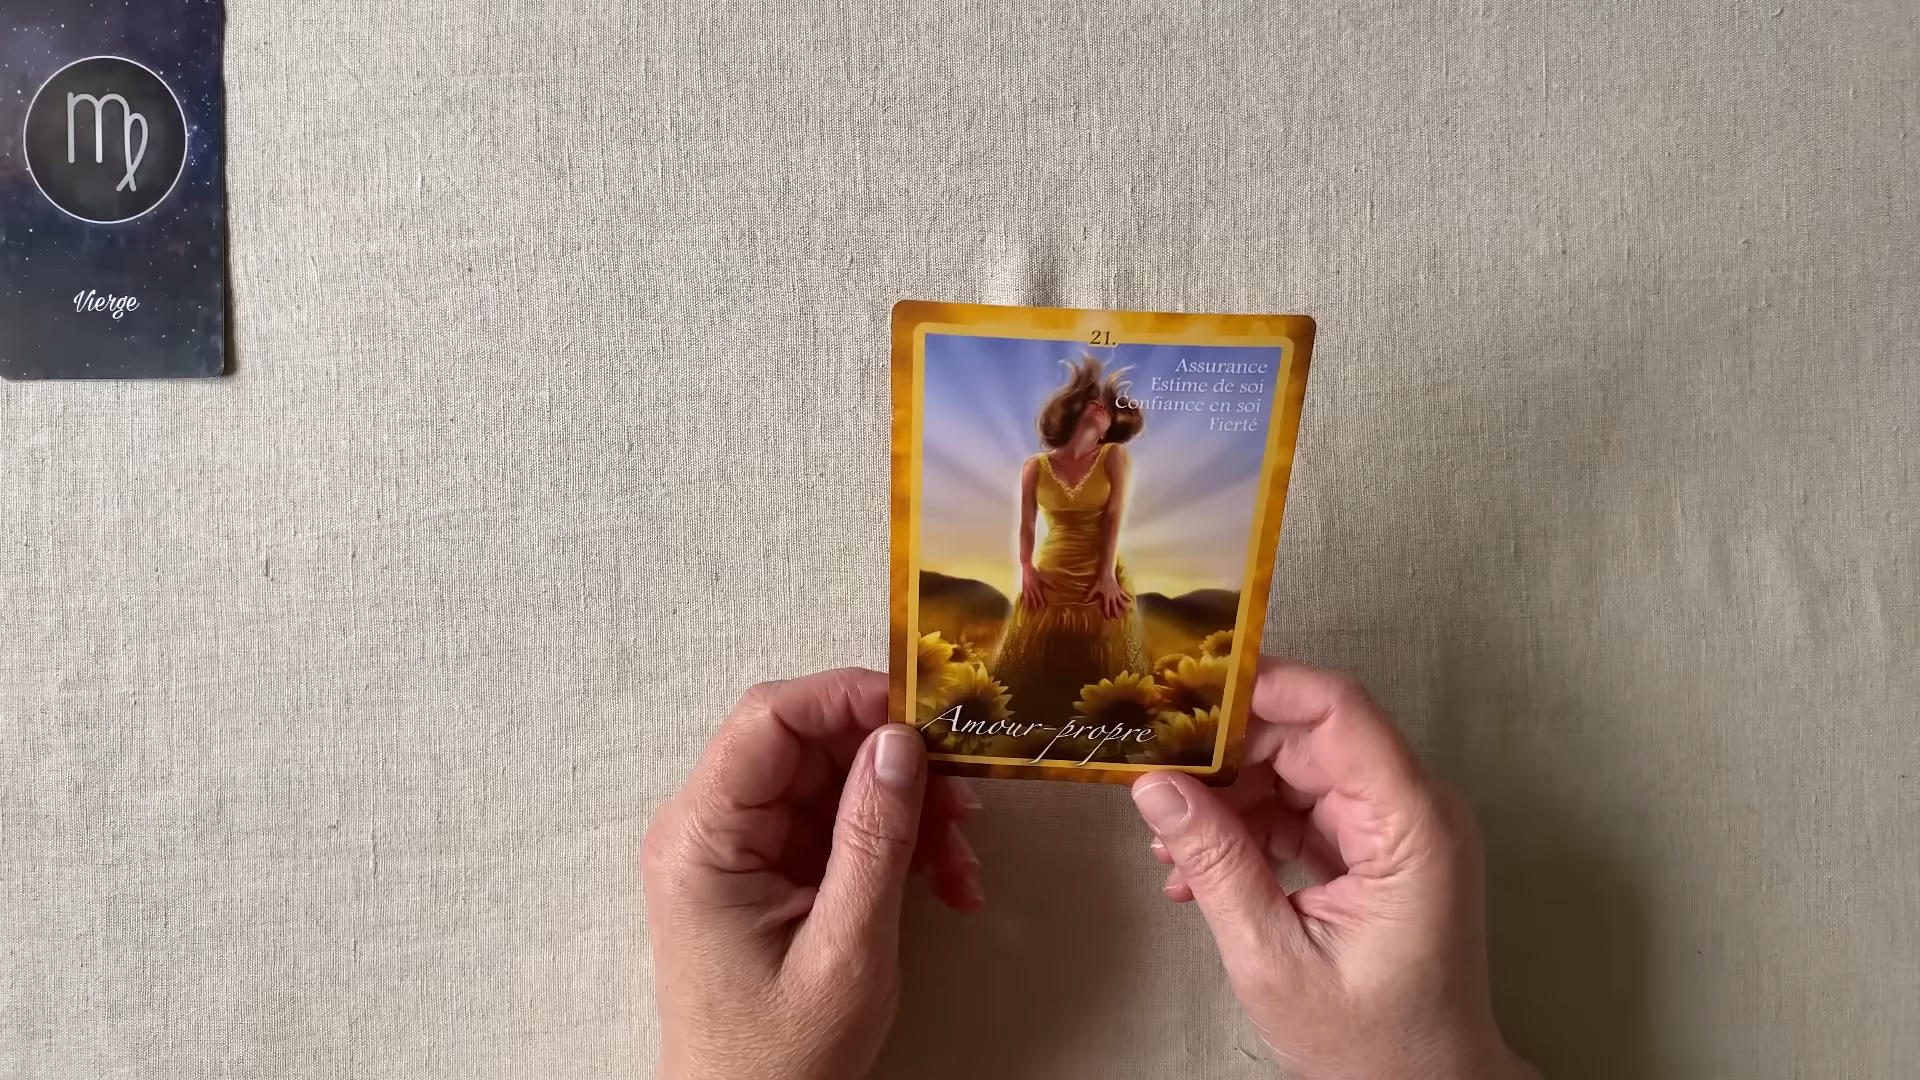 Vierge
21.
Assurance
Estime de soi
Confiance en soi
Fierté
Amour-propre